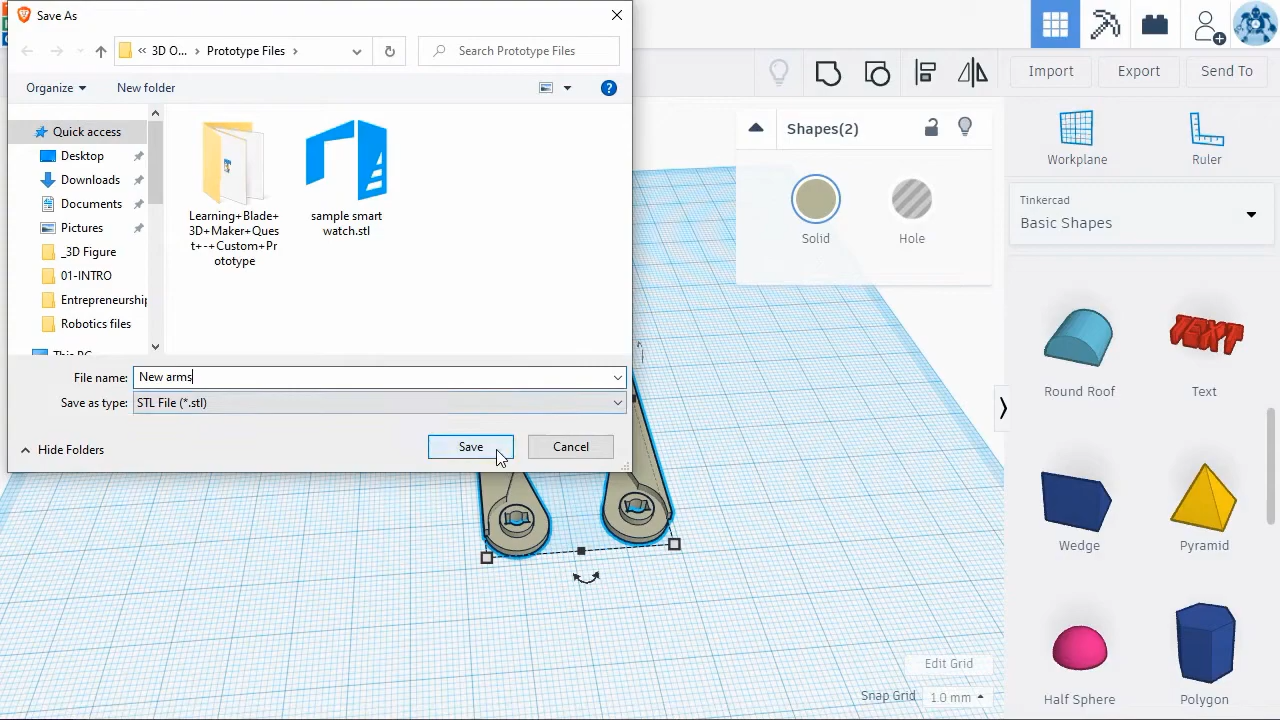 Save As
3D O... Prototype Files
Search Prototype Files
Organize
New folder
Quick access
Desktop
Downloads
Documents
Pictures
_3D Figure
01-INTRO
Entrepreneurship
Robotics files
Learning+Blade+
3D+Maker+Ques
t+-+Custom+Pr
ototype
sample smart
watch.stl
File name:
New arms
Save as type:
STL File (*.stl)
Hide Folders
Save
Cancel
Import
Export
Send To
Shapes(2)
Solid
Hole
Workplane
Ruler
Tinkercad
Basic Shapes
Round Roof
Text
Wedge
Pyramid
Half Sphere
Polygon
Edit Grid
Snap Grid
1.0 mm